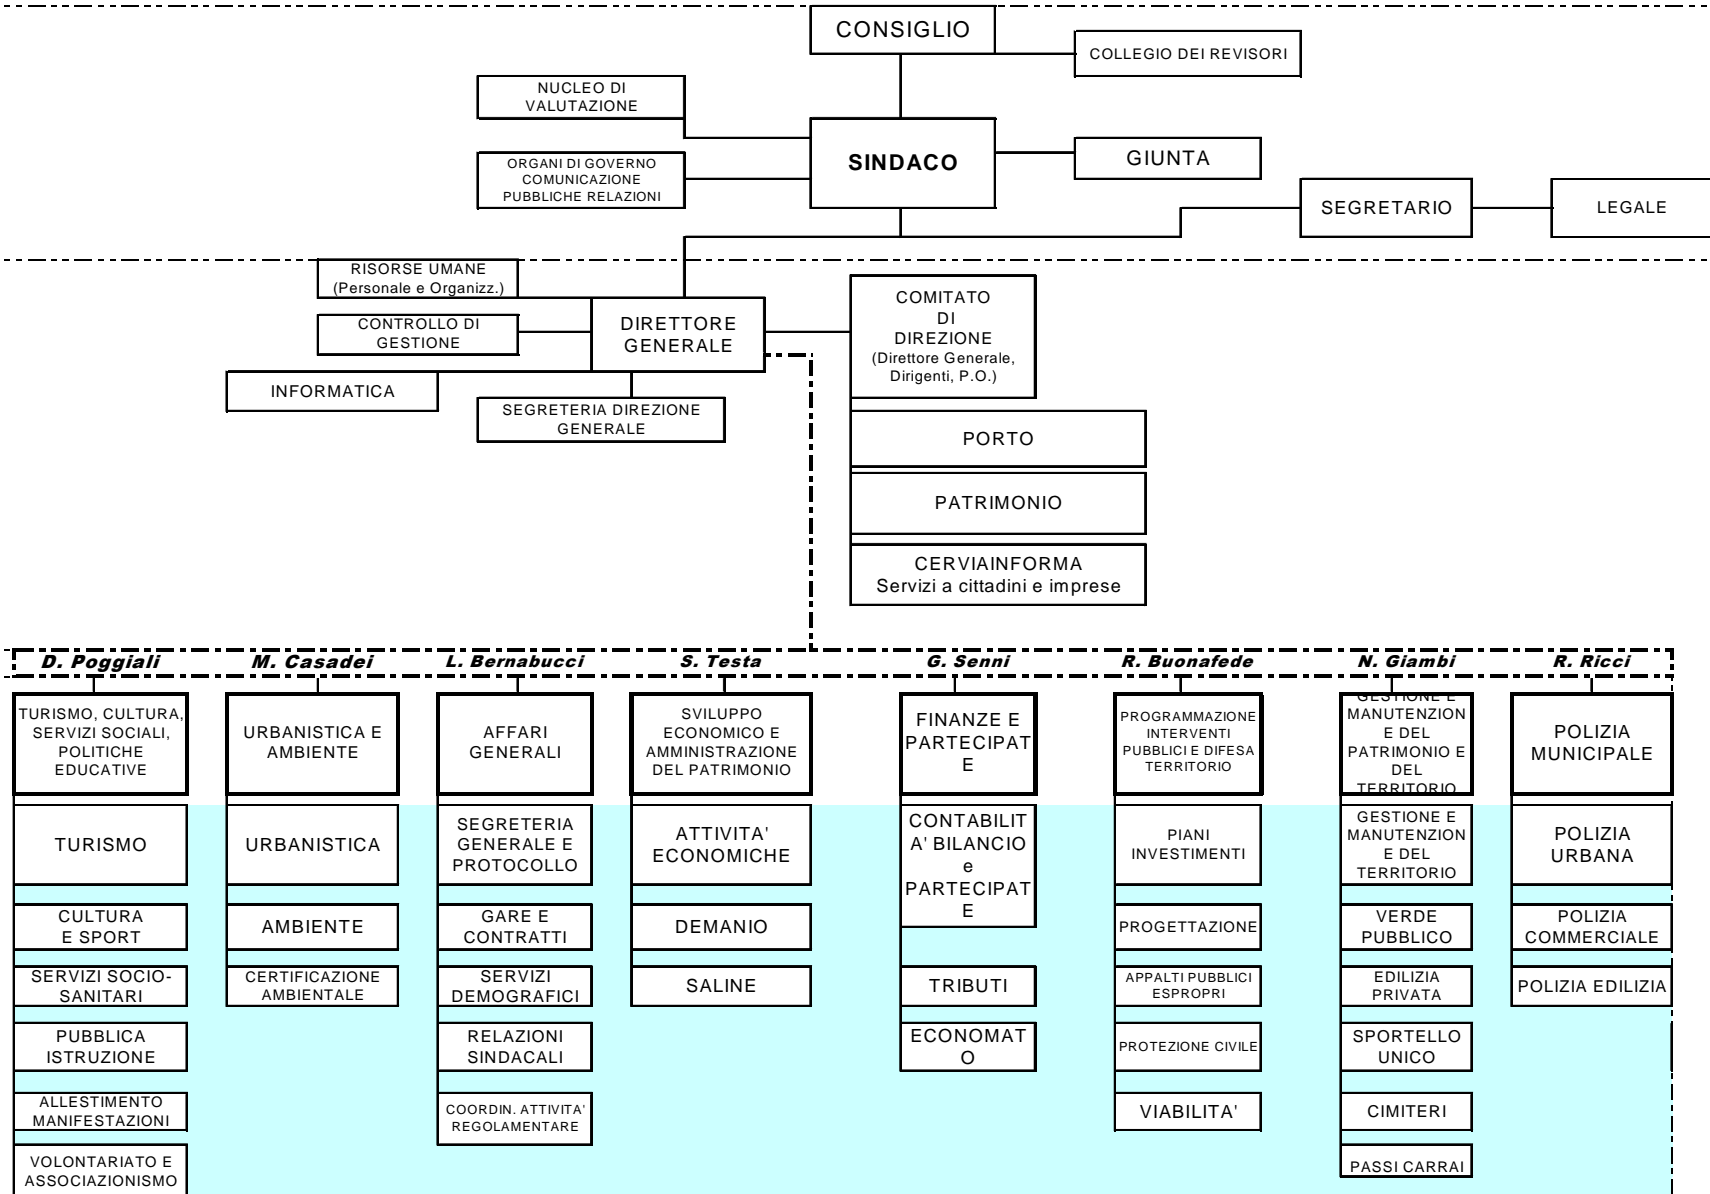 CONSIGLIO
COLLEGIO DEI REVISORI
NUCLEO DI
VALUTAZIONE
SINDACO
GIUNTA
ORGANI DI GOVERNO
COMUNICAZIONE
PUBBLICHE RELAZIONI
SEGRETARIO
LEGALE
RISORSE UMANE
(Personale e Organizz.)
CONTROLLO DI
GESTIONE
DIRETTORE
GENERALE
COMITATO
DI
DIREZIONE
(Direttore Generale,
Dirigenti, P.O.)
INFORMATICA
SEGRETERIA DIREZIONE
GENERALE
PORTO
PATRIMONIO
CERVIAINFORMA
Servizi a cittadini e imprese
D. Poggiali
M. Casadei
L. Bernabucci
S. Testa
G. Senni
R. Buonafede
N. Giambi
R. Ricci
TURISMO, CULTURA,
SERVIZI SOCIALI,
POLITICHE
EDUCATIVE
URBANISTICA E
AMBIENTE
AFFARI
GENERALI
SVILUPPO
ECONOMICO E
AMMINISTRAZIONE
DEL PATRIMONIO
FINANZE E
PARTECIPAT
E
PROGRAMMAZIONE
INTERVENTI
PUBBLICI E DIFESA
TERRITORIO
GESTIONE E
MANUTENZION
E DEL
PATRIMONIO E
DEL
TERRITORIO
POLIZIA
MUNICIPALE
TURISMO
URBANISTICA
SEGRETERIA
GENERALE E
PROTOCOLLO
ATTIVITA'
ECONOMICHE
CONTABILIT
A' BILANCIO
e
PARTECIPAT
E
PIANI
INVESTIMENTI
GESTIONE E
MANUTENZION
E DEL
TERRITORIO
POLIZIA
URBANA
CULTURA
E SPORT
AMBIENTE
GARE E
CONTRATTI
DEMANIO
PROGETTAZIONE
VERDE
PUBBLICO
POLIZIA
COMMERCIALE
SERVIZI SOCIO-
SANITARI
CERTIFICAZIONE
AMBIENTALE
SERVIZI
DEMOGRAFICI
SALINE
TRIBUTI
APPALTI PUBBLICI
ESPROPRI
EDILIZIA
PRIVATA
POLIZIA EDILIZIA
PUBBLICA
ISTRUZIONE
RELAZIONI
SINDACALI
ECONOMAT
O
PROTEZIONE CIVILE
SPORTELLO
UNICO
ALLESTIMENTO
MANIFESTAZIONI
COORDIN. ATTIVITA'
REGOLAMENTARE
VIABILITA'
CIMITERI
VOLONTARIATO E
ASSOCIAZIONISMO
PASSI CARRAI